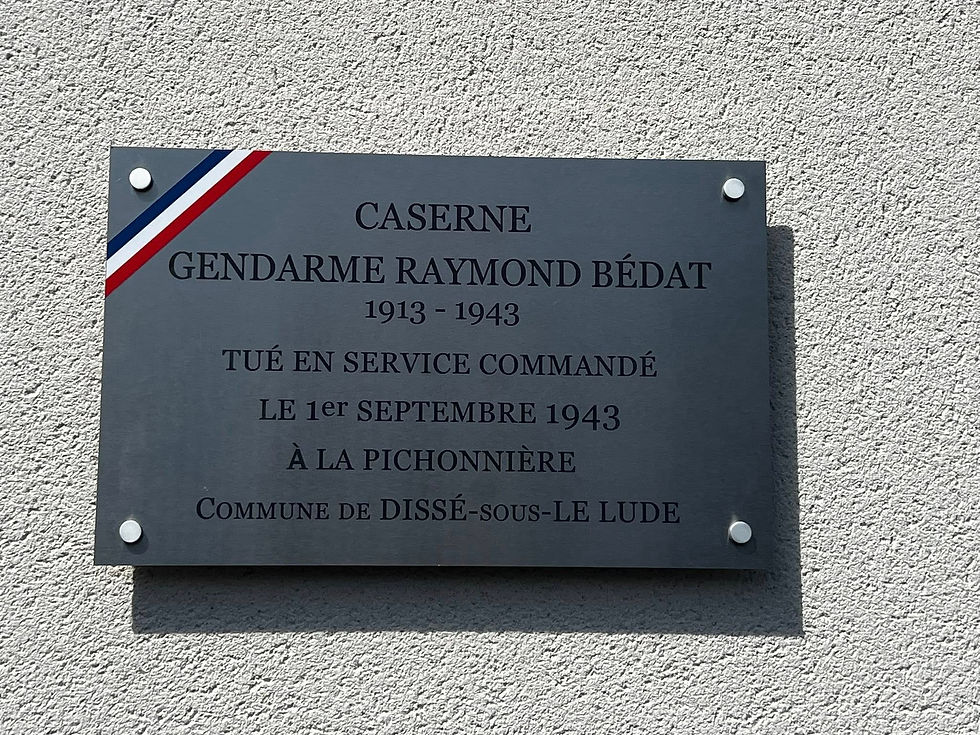 CASERNE
GENDARME RAYMOND BÉDAT
1913 - 1943
TUÉ EN SERVICE COMMANDÉ
LE 1er SEPTEMBRE 1943
À LA PICHONNIÈRE
COMMUNE DE DISSÉ-SOUS-LE LUDE